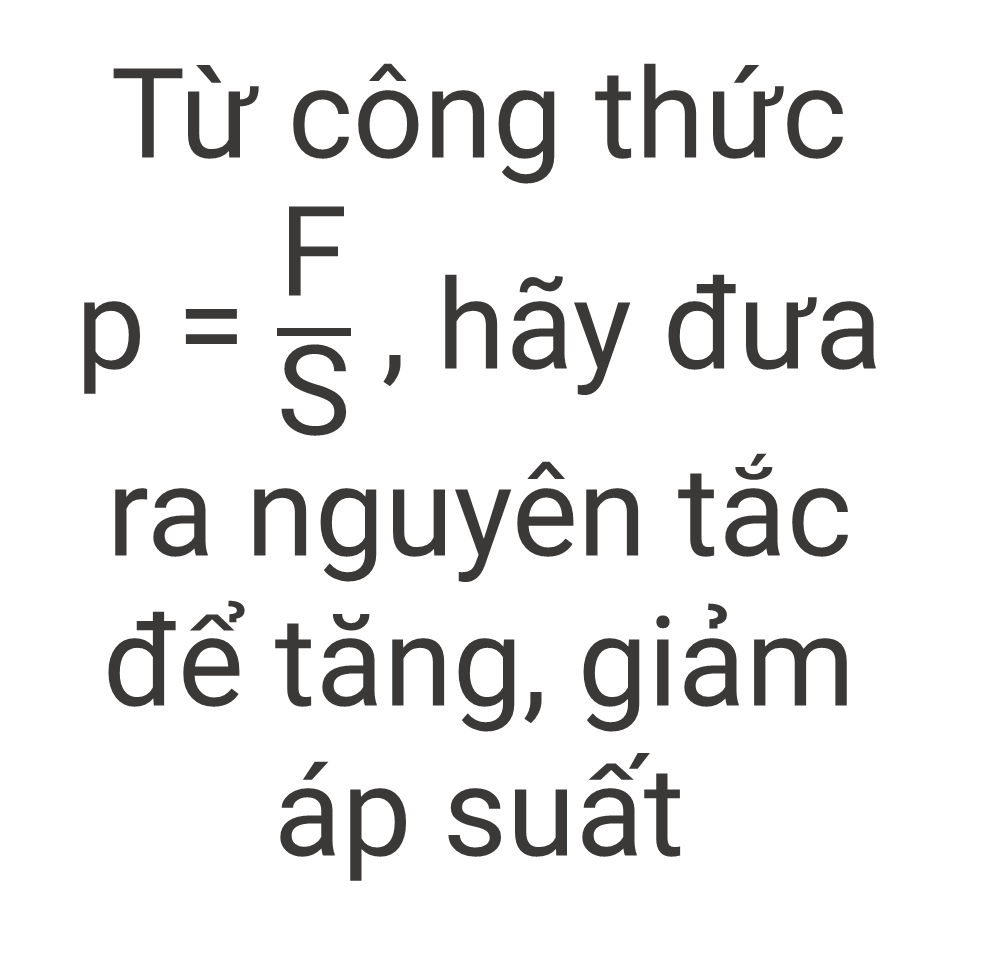 Từ công thức
p = F/S , hãy đưa
ra nguyên tắc
để tăng, giảm
áp suất